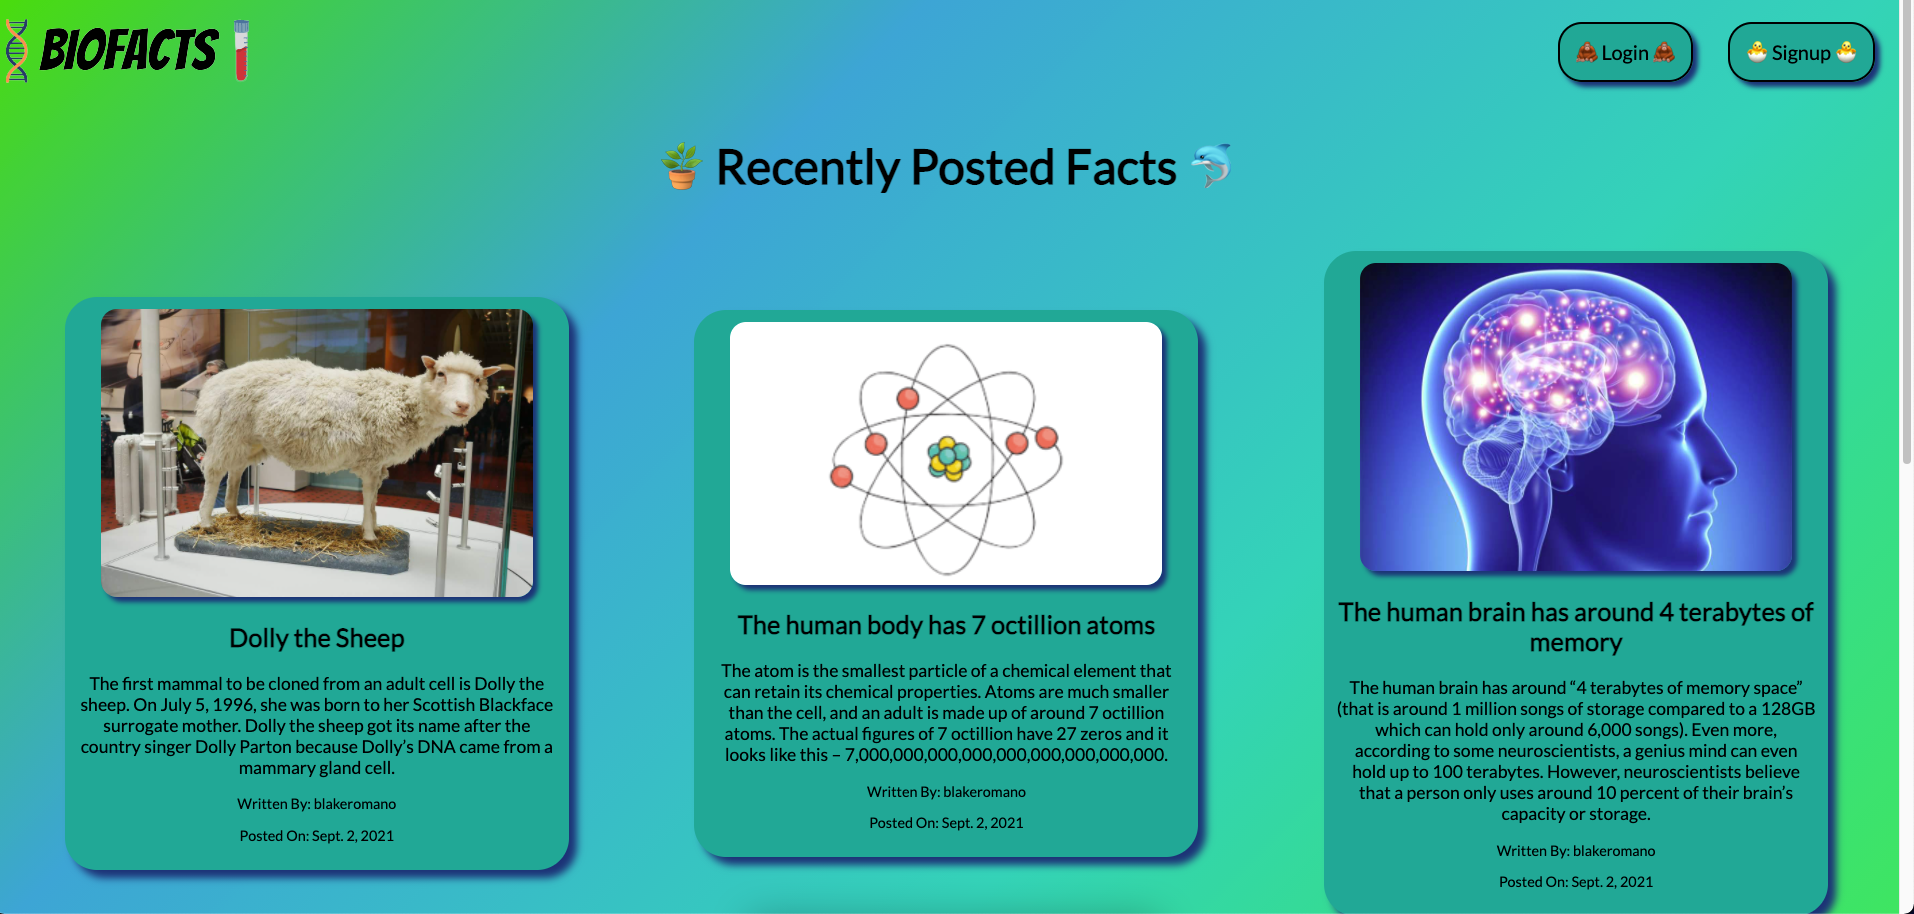 BIOFACTS
Login
Signup
Recently Posted Facts
Dolly the Sheep
The first mammal to be cloned from an adult cell is Dolly the
sheep. On July 5, 1996, she was born to her Scottish Blackface
surrogate mother. Dolly the sheep got its name after the
country singer Dolly Parton because Dolly’s DNA came from a
mammary gland cell.
Written By: blakeromano
Posted On: Sept. 2, 2021
The human body has 7 octillion atoms
The atom is the smallest particle of a chemical element that
can retain its chemical properties. Atoms are much smaller
than the cell, and an adult is made up of around 7 octillion
atoms. The actual figures of 7 octillion have 27 zeros and it
looks like this – 7,000,000,000,000,000,000,000,000,000.
Written By: blakeromano
Posted On: Sept. 2, 2021
The human brain has around 4 terabytes of
memory
The human brain has around “4 terabytes of memory space”
(that is around 1 million songs of storage compared to a 128GB
which can hold only around 6,000 songs). Even more,
according to some neuroscientists, a genius mind can even
hold up to 100 terabytes. However, neuroscientists believe
that a person only uses around 10 percent of their brain’s
capacity or storage.
Written By: blakeromano
Posted On: Sept. 2, 2021